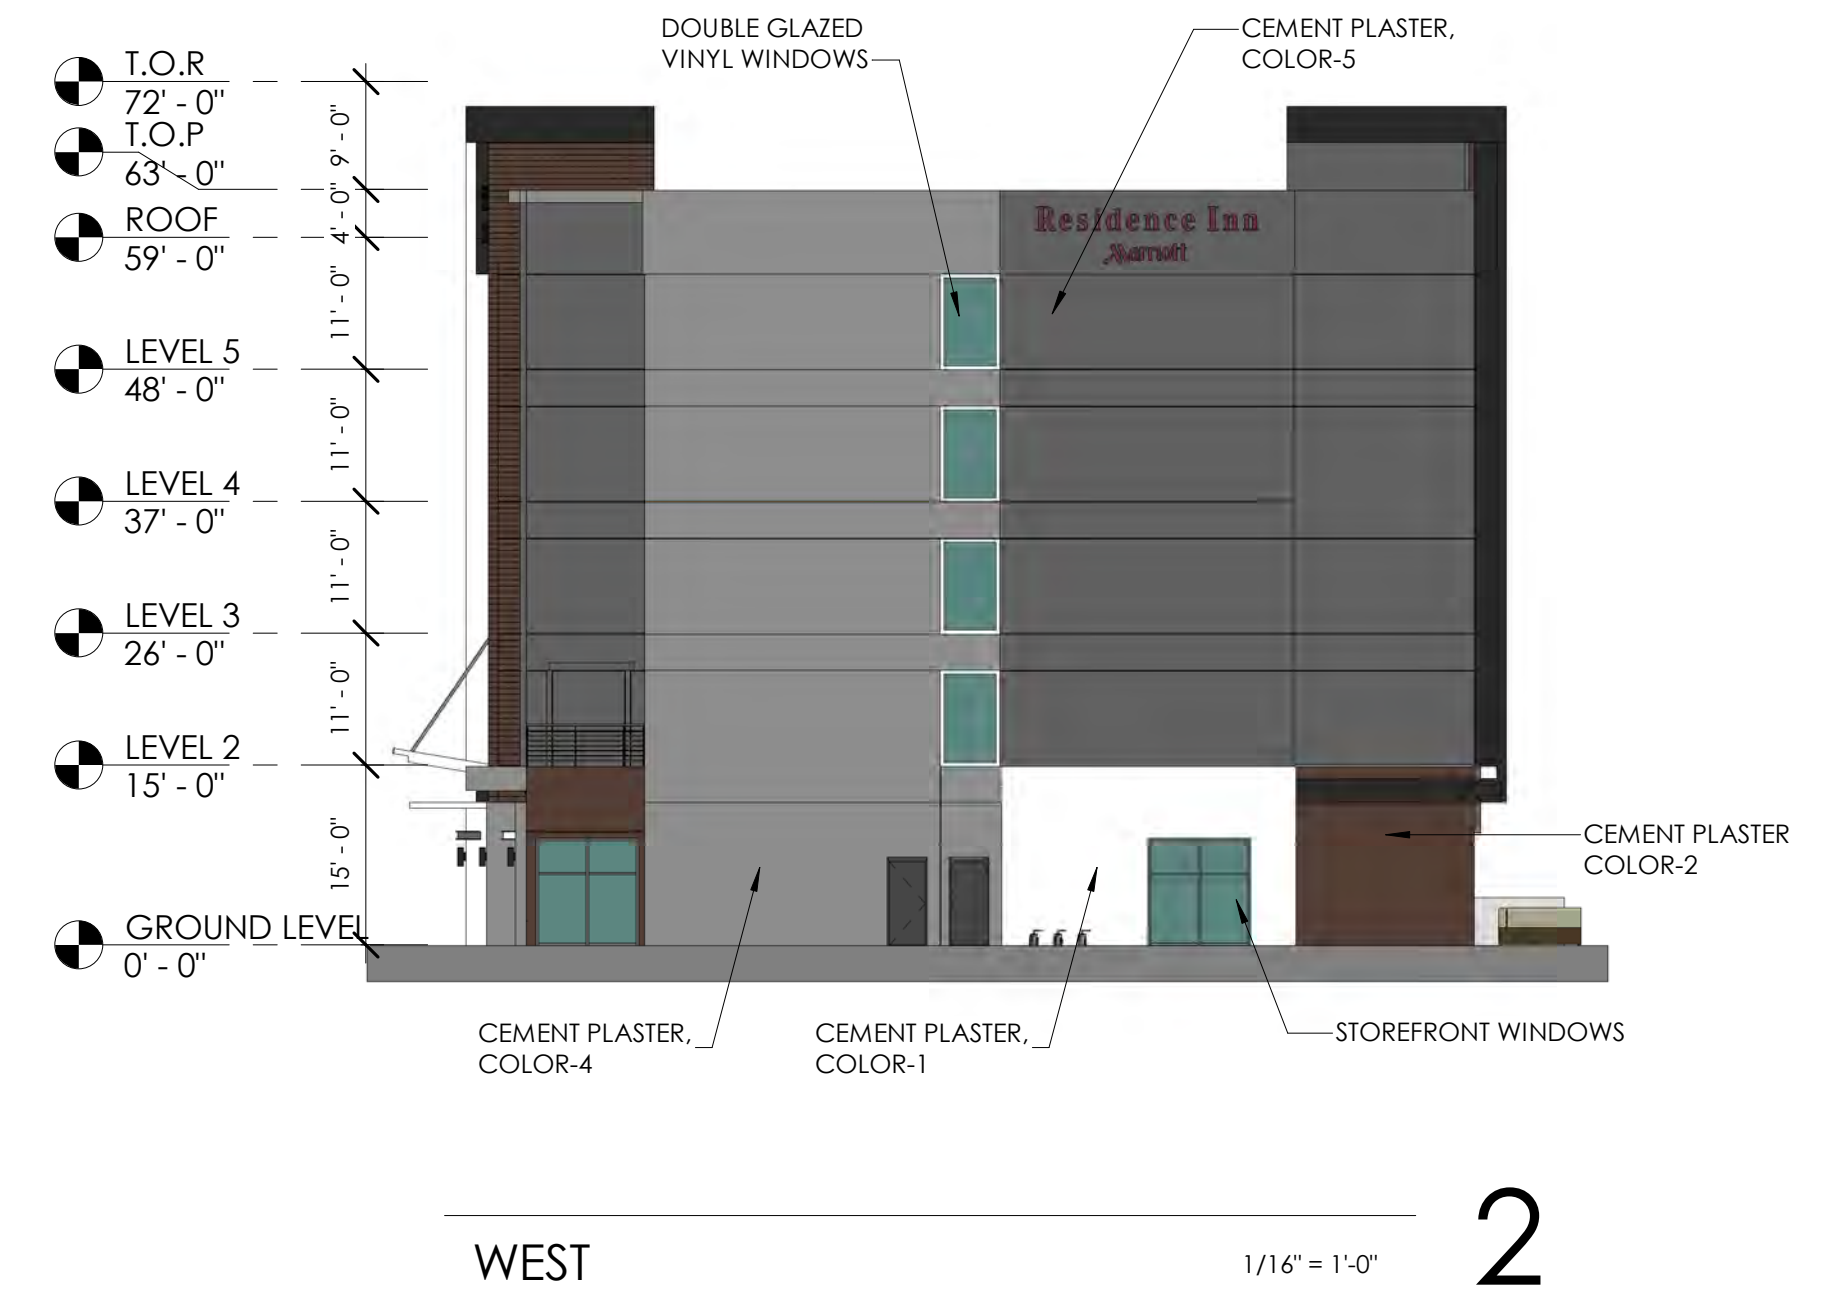 DOUBLE GLAZED
VINYL WINDOWS
CEMENT PLASTER,
COLOR-5
T.O.R
72' - 0"
T.O.P
63' - 0"
ROOF
59' - 0"
LEVEL 5
48' - 0"
LEVEL 4
37' - 0"
LEVEL 3
26' - 0"
LEVEL 2
15' - 0"
GROUND LEVEL
0' - 0"
9' - 0"
4' - 0"
11' - 0"
11' - 0"
11' - 0"
11' - 0"
15' - 0"
Residence Inn
Marriott
CEMENT PLASTER
COLOR-2
CEMENT PLASTER,
COLOR-4
CEMENT PLASTER,
COLOR-1
STOREFRONT WINDOWS
WEST
1/16" = 1'-0"
2